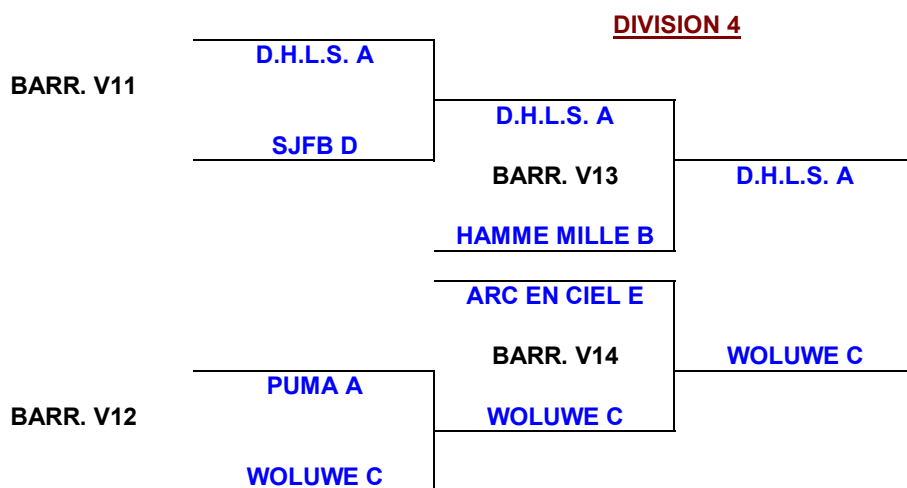 DIVISION 4
D.H.L.S. A
BARR. V11
D.H.L.S. A
SJFB D
BARR. V13
D.H.L.S. A
HAMME MILLE B
ARC EN CIEL E
BARR. V14
WOLUWE C
PUMA A
BARR. V12
WOLUWE C
WOLUWE C